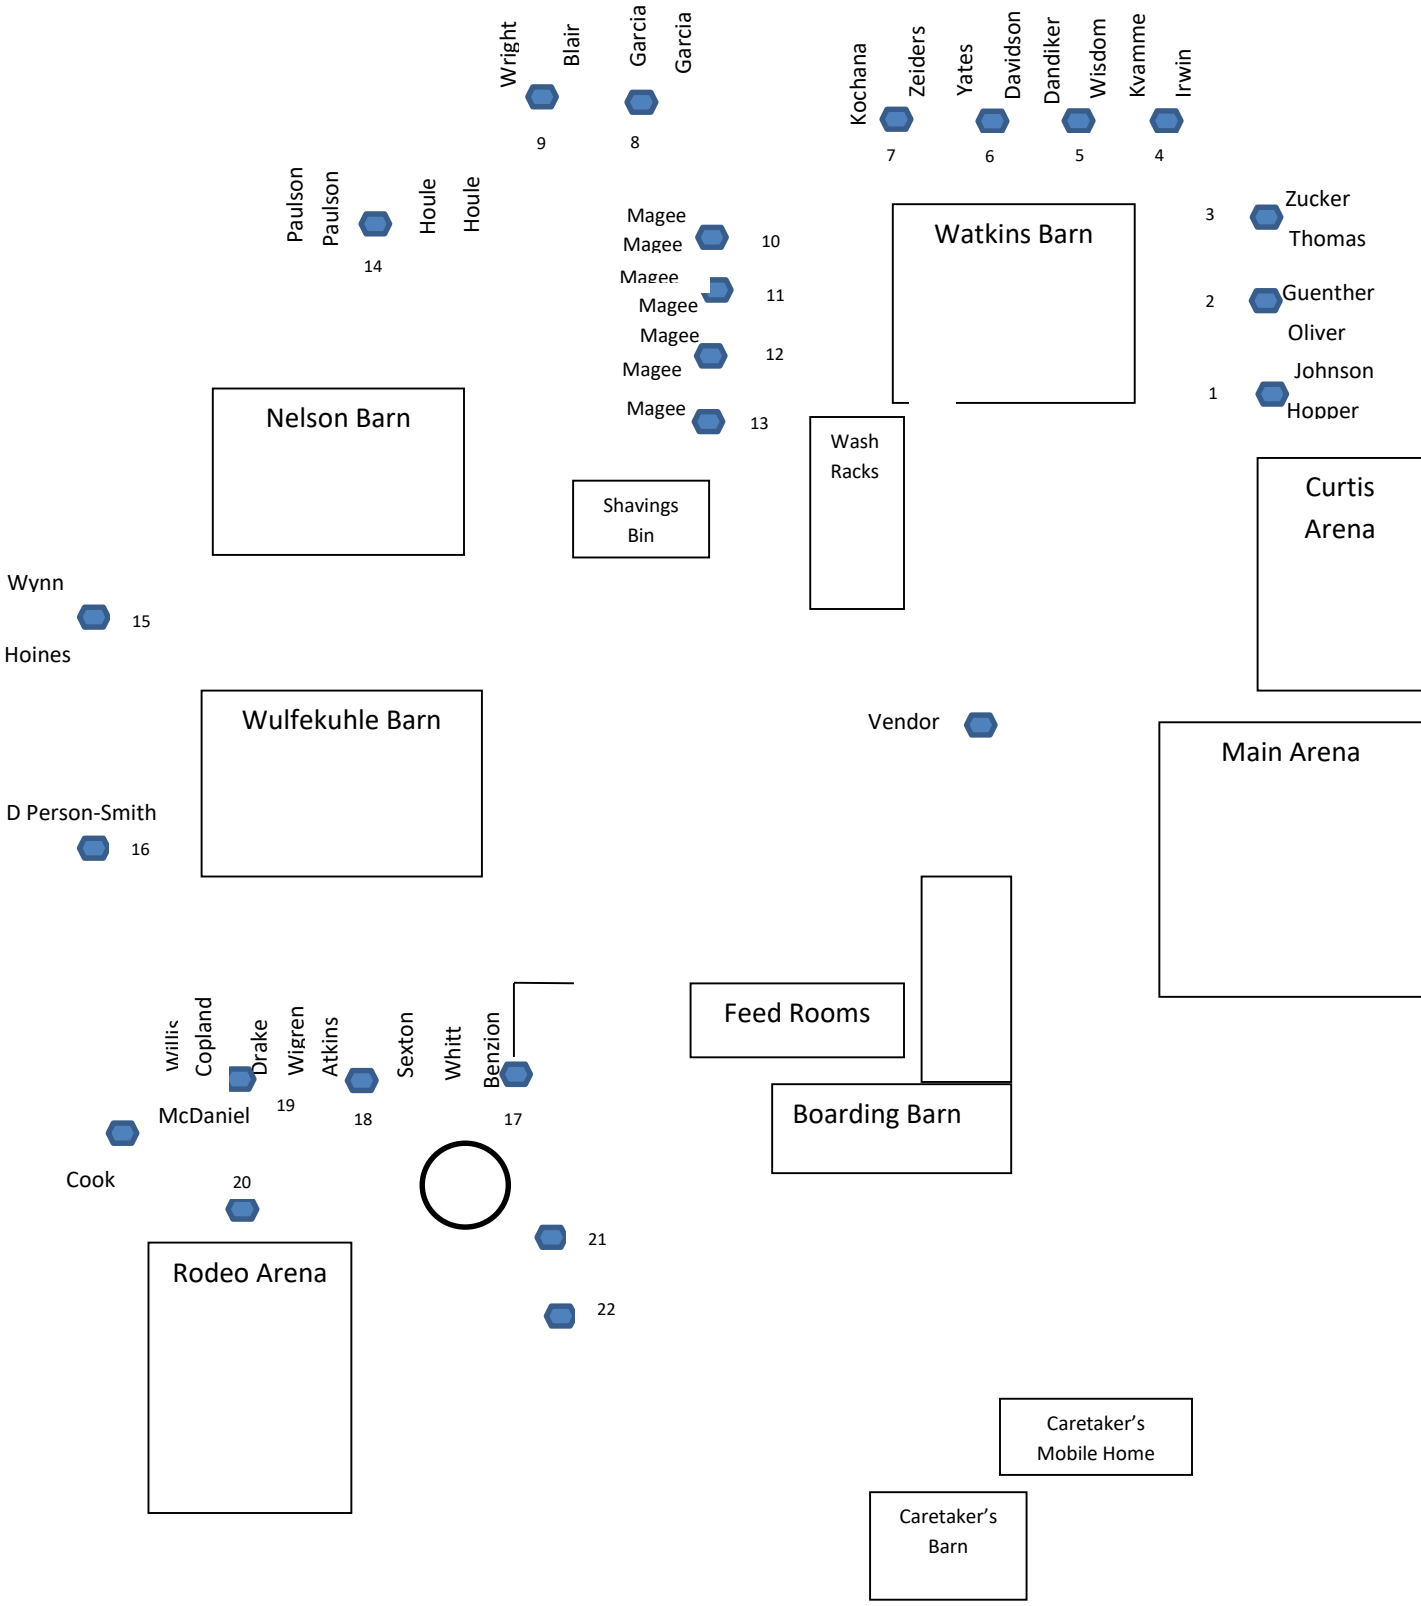 Wright
Blair
Garcia
Garcia
Kochana
Zeiders
Yates
Davidson
Dandiker
Wisdom
Kvamme
Irwin
9
8
7
6
5
4
Paulson
Paulson
Houle
Houle
14
Magee
Magee
10
Magee
11
Magee
Magee
12
Magee
Magee
13
Watkins Barn
3
Zucker
Thomas
2
Guenther
Oliver
Johnson
1
Hopper
Nelson Barn
Wash
Racks
Shavings
Bin
Curtis
Arena
Wynn
15
Hoines
Wulfekuhle Barn
Vendor
Main Arena
D Person-Smith
16
Willis
Copland
Drake
Wigren
Atkins
Sexton
Whitt
Benzion
Feed Rooms
19
18
17
McDaniel
Boarding Barn
Cook
20
21
Rodeo Arena
22
Caretaker’s
Mobile Home
Caretaker’s
Barn